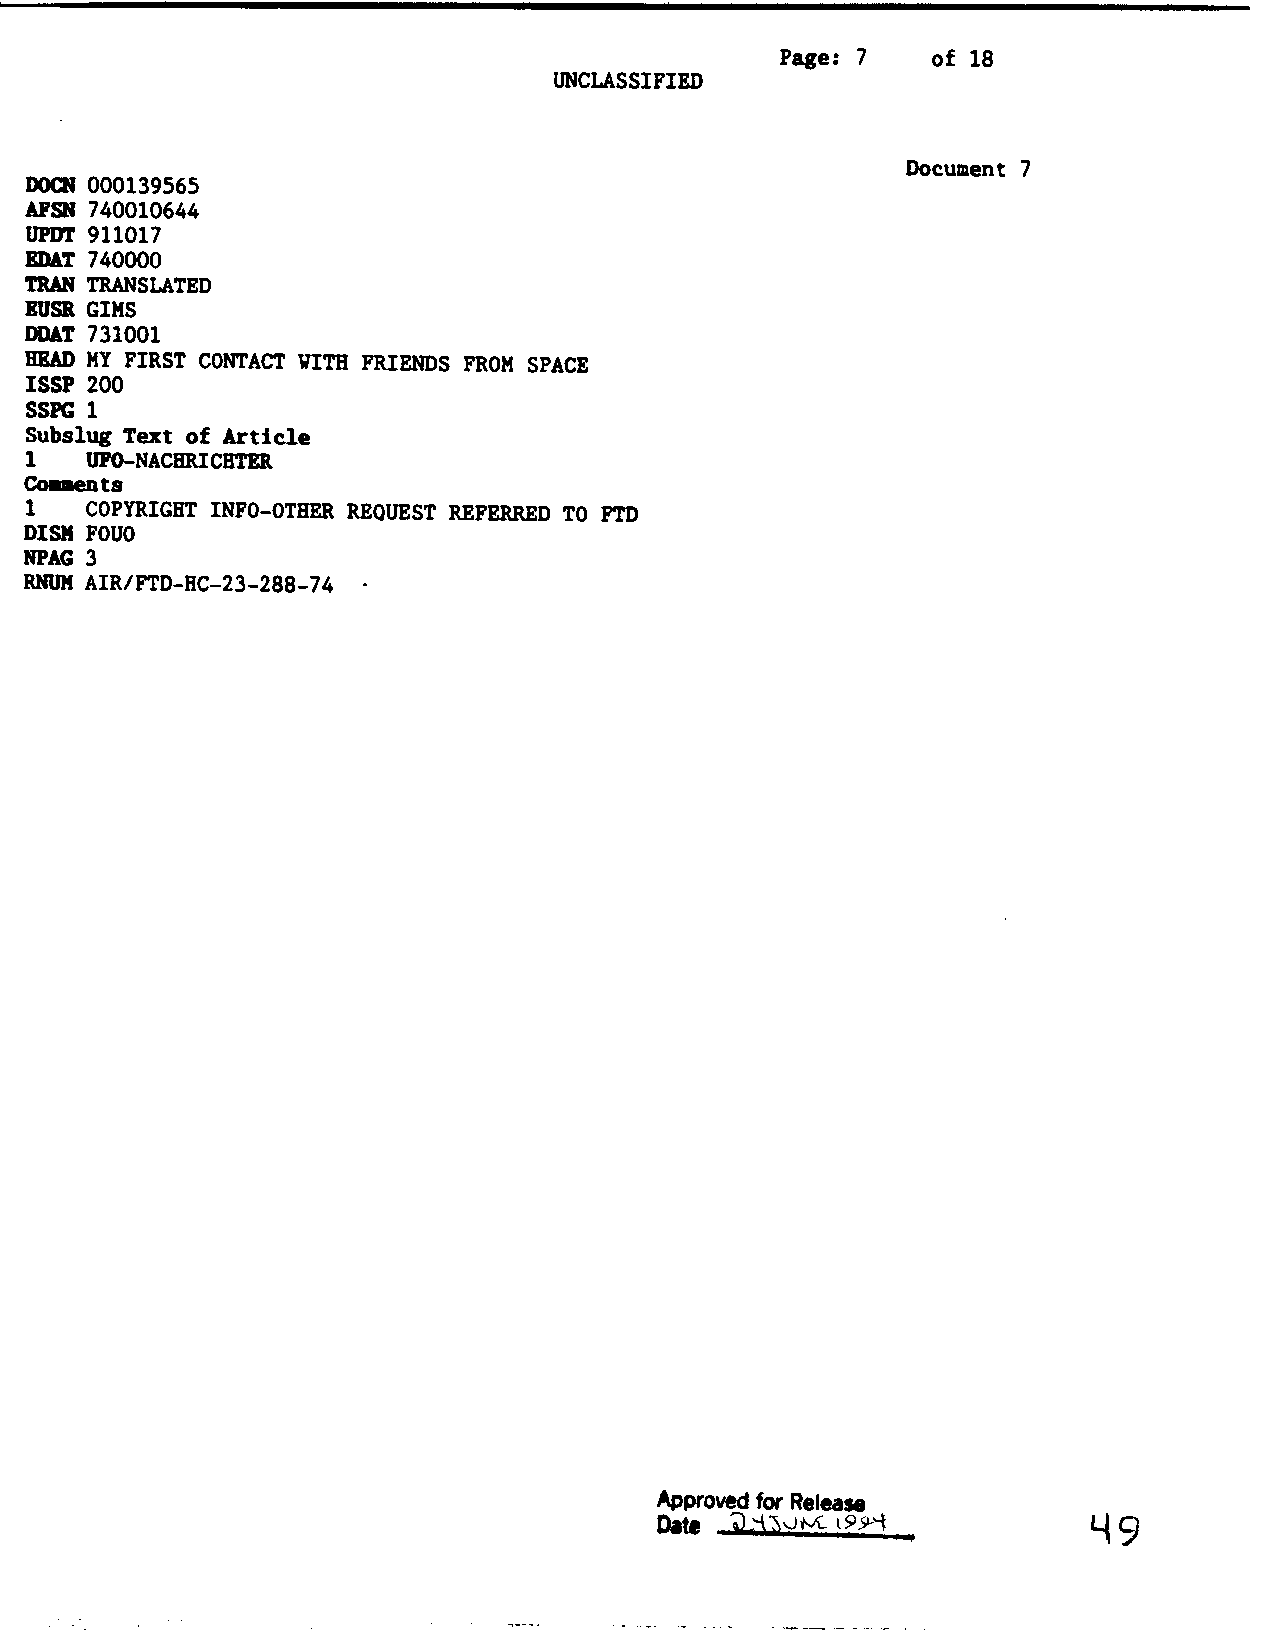 Page: 7 of 18
UNCLASSIFIED
Document 7
DOCN 000139565
AFSN 740010644
UPDT 911017
EDAT 740000
TRAN TRANSLATED
EUSR GIMS
DDAT 731001
HEAD MY FIRST CONTACT WITH FRIENDS FROM SPACE
ISSP 200
SSPG 1
Subslug Text of Article
1 UFO-NACHRICHTER
Comments
1 COPYRIGHT INFO-OTHER REQUEST REFERRED TO FTD
DISM FOUO
NPAG 3
RNUM AIR/FTD-HC-23-288-74
Approved for Release
Date 24 JUNE 1994
49